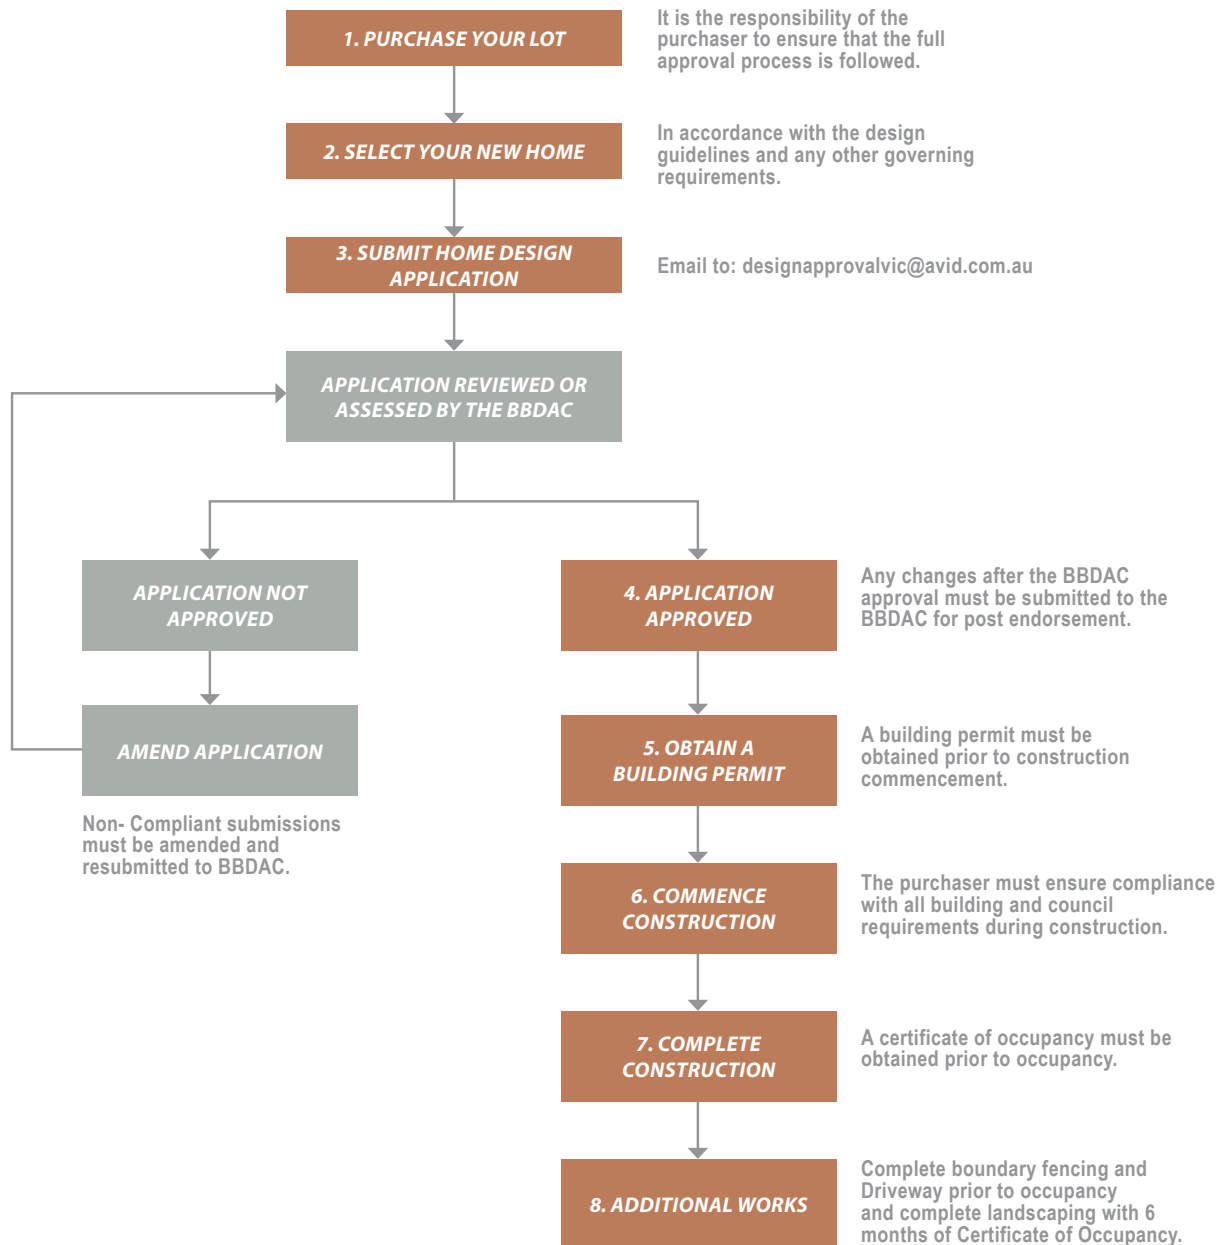 1. PURCHASE YOUR LOT
It is the responsibility of the
purchaser to ensure that the full
approval process is followed.
2. SELECT YOUR NEW HOME
In accordance with the design
guidelines and any other governing
requirements.
3. SUBMIT HOME DESIGN
APPLICATION
Email to: designapprovalvic@avid.com.au
APPLICATION REVIEWED OR
ASSESSED BY THE BBDAC
APPLICATION NOT
APPROVED
AMEND APPLICATION
Non- Compliant submissions
must be amended and
resubmitted to BBDAC.
4. APPLICATION
APPROVED
Any changes after the BBDAC
approval must be submitted to the
BBDAC for post endorsement.
5. OBTAIN A
BUILDING PERMIT
A building permit must be
obtained prior to construction
commencement.
6. COMMENCE
CONSTRUCTION
The purchaser must ensure compliance
with all building and council
requirements during construction.
7. COMPLETE
CONSTRUCTION
A certificate of occupancy must be
obtained prior to occupancy.
8. ADDITIONAL WORKS
Complete boundary fencing and
Driveway prior to occupancy
and complete landscaping with 6
months of Certificate of Occupancy.